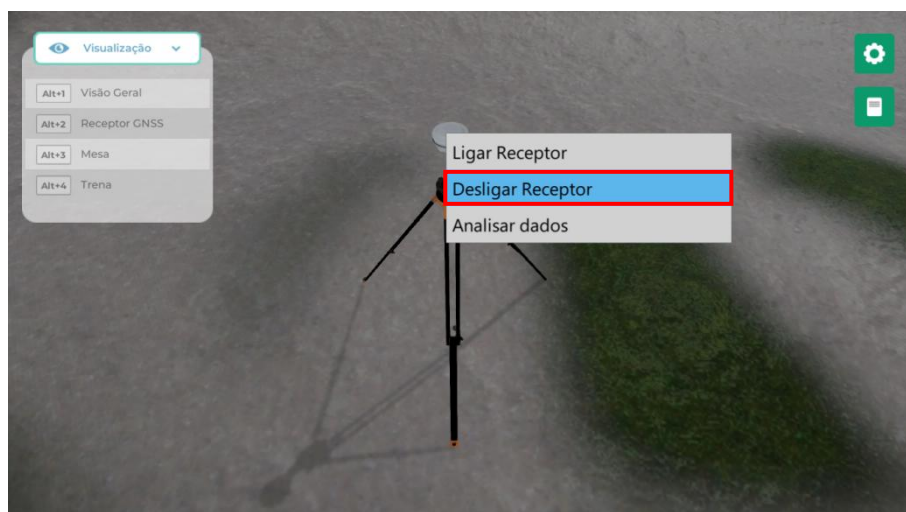 Visualização
Alt+1 Visão Geral
Alt+2 Receptor GNSS
Alt+3 Mesa
Alt+4 Trena
Ligar Receptor
Desligar Receptor
Analisar dados